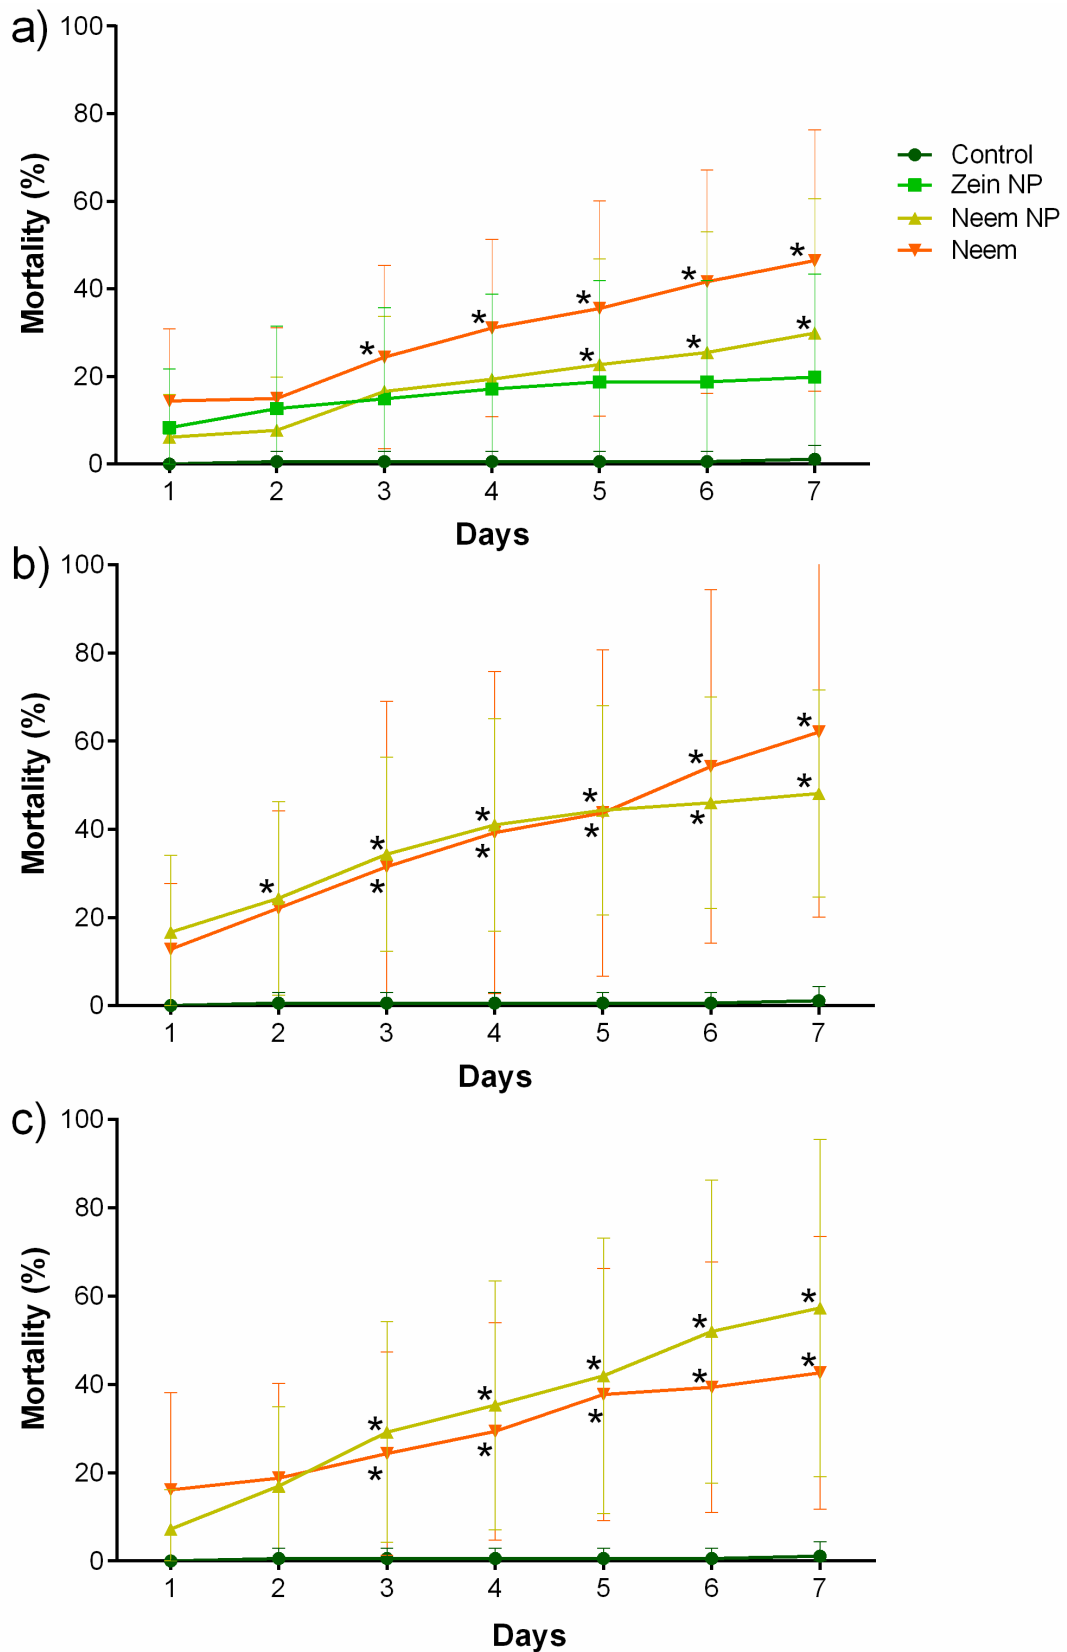 a)
100
80
60
40
20
0
Mortality (%)
1 2 3 4 5 6 7
Days
Control
Zein NP
Neem NP
Neem
* * * * *
* * *
b)
100
80
60
40
20
0
Mortality (%)
1 2 3 4 5 6 7
Days
* * * * * *
* * * * *
c)
100
80
60
40
20
0
Mortality (%)
1 2 3 4 5 6 7
Days
* * * * *
* * * * *